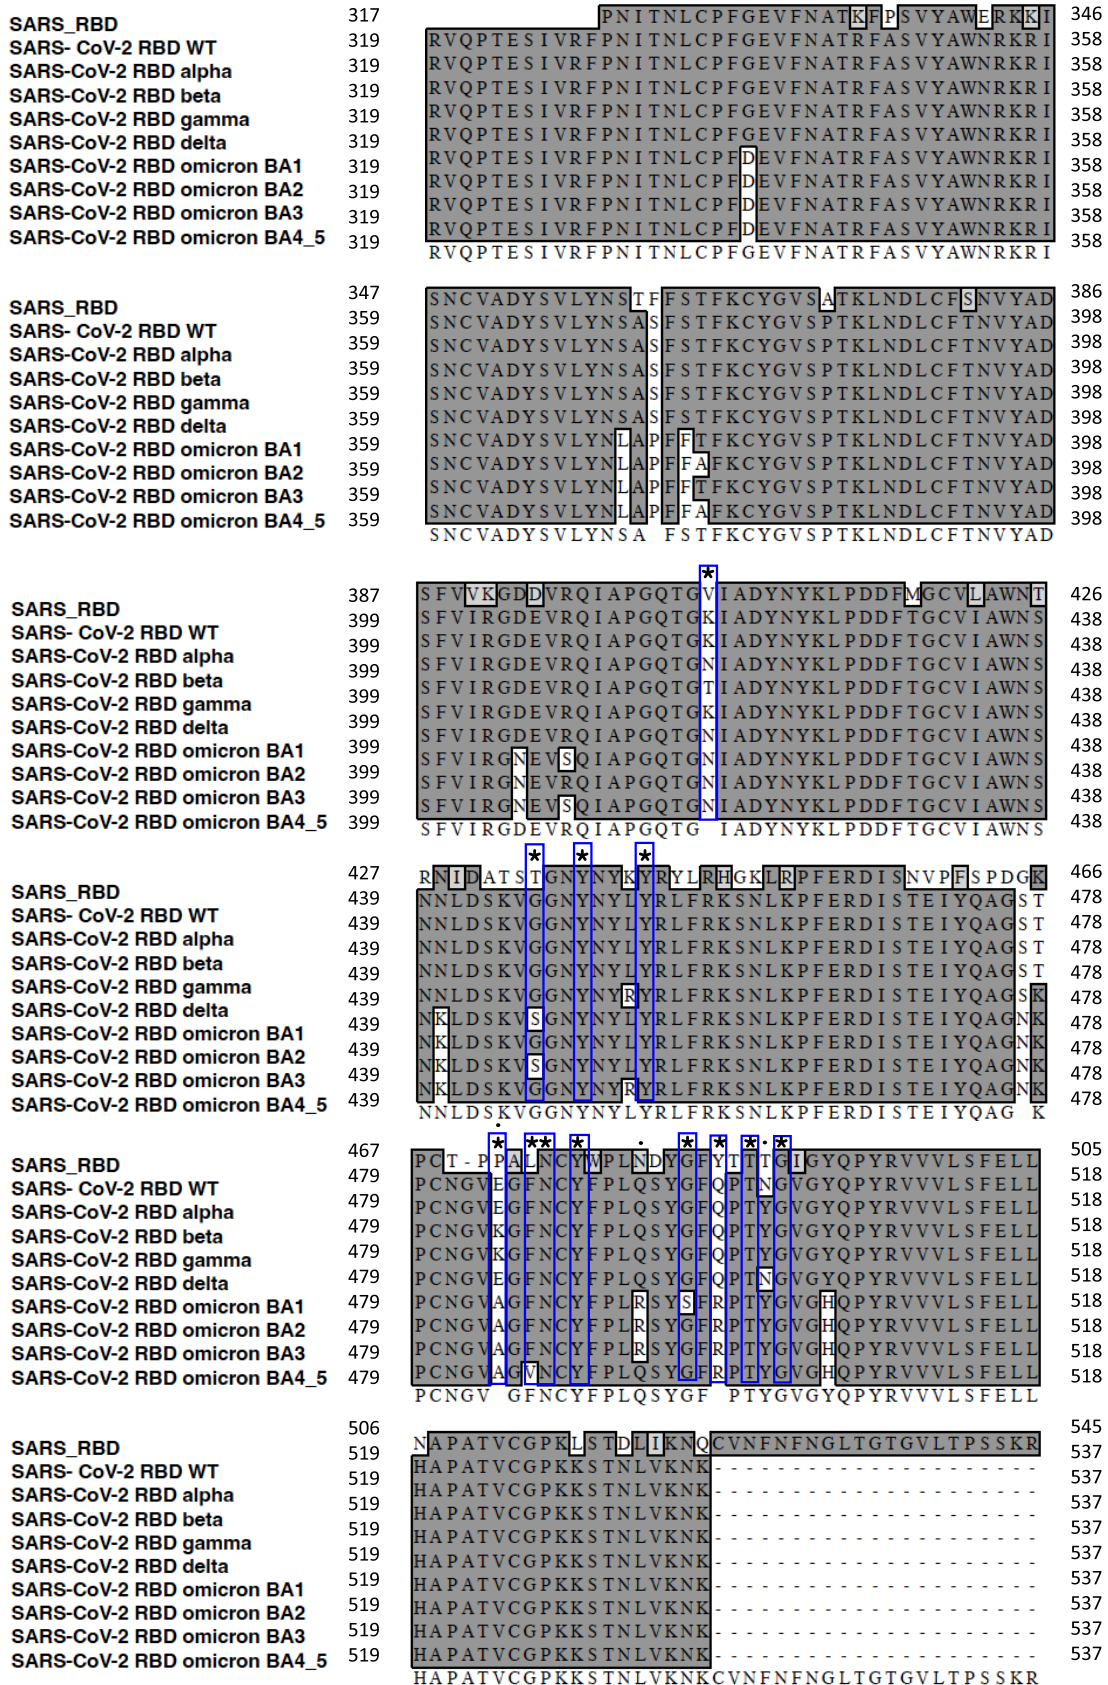 SARS_RBD 317 PNITNLCPFGEVFNATKFPSVYAWERKKI 346
SARS- CoV-2 RBD WT 319 RVQPTESIVRFPNITNLCPFGEVFNATRFASVYAWNRKRI 358
SARS-CoV-2 RBD alpha 319 RVQPTESIVRFPNITNLCPFGEVFNATRFASVYAWNRKRI 358
SARS-CoV-2 RBD beta 319 RVQPTESIVRFPNITNLCPFGEVFNATRFASVYAWNRKRI 358
SARS-CoV-2 RBD gamma 319 RVQPTESIVRFPNITNLCPFGEVFNATRFASVYAWNRKRI 358
SARS-CoV-2 RBD delta 319 RVQPTESIVRFPNITNLCPFGEVFNATRFASVYAWNRKRI 358
SARS-CoV-2 RBD omicron BA1 319 RVQPTESIVRFPNITNLCPFDEVFNATRFASVYAWNRKRI 358
SARS-CoV-2 RBD omicron BA2 319 RVQPTESIVRFPNITNLCPFDEVFNATRFASVYAWNRKRI 358
SARS-CoV-2 RBD omicron BA3 319 RVQPTESIVRFPNITNLCPFDEVFNATRFASVYAWNRKRI 358
SARS-CoV-2 RBD omicron BA4_5 319 RVQPTESIVRFPNITNLCPFDEVFNATRFASVYAWNRKRI 358
RVQPTESIVRFPNITNLCPFGEVFNATRFASVYAWNRKRI
SARS_RBD 347 SNCVADYSVLYNSTFFSTFKCYGVSATKLNDLCFSNVYAD 386
SARS- CoV-2 RBD WT 359 SNCVADYSVLYNSASFSTFKCYGVSPTKLNDLCFTNVYAD 398
SARS-CoV-2 RBD alpha 359 SNCVADYSVLYNSASFSTFKCYGVSPTKLNDLCFTNVYAD 398
SARS-CoV-2 RBD beta 359 SNCVADYSVLYNSASFSTFKCYGVSPTKLNDLCFTNVYAD 398
SARS-CoV-2 RBD gamma 359 SNCVADYSVLYNSASFSTFKCYGVSPTKLNDLCFTNVYAD 398
SARS-CoV-2 RBD delta 359 SNCVADYSVLYNSASFSTFKCYGVSPTKLNDLCFTNVYAD 398
SARS-CoV-2 RBD omicron BA1 359 SNCVADYSVLYNLAPFFTFKCYGVSPTKLNDLCFTNVYAD 398
SARS-CoV-2 RBD omicron BA2 359 SNCVADYSVLYNLAPFFAFKCYGVSPTKLNDLCFTNVYAD 398
SARS-CoV-2 RBD omicron BA3 359 SNCVADYSVLYNLAPFFTFKCYGVSPTKLNDLCFTNVYAD 398
SARS-CoV-2 RBD omicron BA4_5 359 SNCVADYSVLYNLAPFFAFKCYGVSPTKLNDLCFTNVYAD 398
SNCVADYSVLYNSA FSTFKCYGVSPTKLNDLCFTNVYAD
*
SARS_RBD 387 SFVVKGDDVRQIAPGQTGVIADYNYKLPDDFMGCVLAWNT 426
SARS- CoV-2 RBD WT 399 SFVIRGDEVRQIAPGQTGKIADYNYKLPDDFTGCVIAWNS 438
SARS-CoV-2 RBD alpha 399 SFVIRGDEVRQIAPGQTGKIADYNYKLPDDFTGCVIAWNS 438
SARS-CoV-2 RBD beta 399 SFVIRGDEVRQIAPGQTGNIADYNYKLPDDFTGCVIAWNS 438
SARS-CoV-2 RBD gamma 399 SFVIRGDEVRQIAPGQTGTIADYNYKLPDDFTGCVIAWNS 438
SARS-CoV-2 RBD delta 399 SFVIRGDEVRQIAPGQTGKIADYNYKLPDDFTGCVIAWNS 438
SARS-CoV-2 RBD omicron BA1 399 SFVIRGDEVRQIAPGQTGNIADYNYKLPDDFTGCVIAWNS 438
SARS-CoV-2 RBD omicron BA2 399 SFVIRGNEVSQIAPGQTGNIADYNYKLPDDFTGCVIAWNS 438
SARS-CoV-2 RBD omicron BA3 399 SFVIRGNEVRQIAPGQTGNIADYNYKLPDDFTGCVIAWNS 438
SARS-CoV-2 RBD omicron BA4_5 399 SFVIRGNEVSQIAPGQTGNIADYNYKLPDDFTGCVIAWNS 438
SFVIRGDEVRQIAPGQTG IADYNYKLPDDFTGCVIAWNS
* * *
SARS_RBD 427 RNIDATSTGNYNYKYRYLRHGKLRPFERDISNVPFSPDGK 466
SARS- CoV-2 RBD WT 439 NNLDSKVGGNYNYLYRLFRKSNLKPFERDISTEIYQAGST 478
SARS-CoV-2 RBD alpha 439 NNLDSKVGGNYNYLYRLFRKSNLKPFERDISTEIYQAGST 478
SARS-CoV-2 RBD beta 439 NNLDSKVGGNYNYLYRLFRKSNLKPFERDISTEIYQAGST 478
SARS-CoV-2 RBD gamma 439 NNLDSKVGGNYNYLYRLFRKSNLKPFERDISTEIYQAGST 478
SARS-CoV-2 RBD delta 439 NNLDSKVGGNYNYRYRLFRKSNLKPFERDISTEIYQAGSK 478
SARS-CoV-2 RBD omicron BA1 439 NKLDSKVSGNYNYLYRLFRKSNLKPFERDISTEIYQAGNK 478
SARS-CoV-2 RBD omicron BA2 439 NKLDSKVGGNYNYLYRLFRKSNLKPFERDISTEIYQAGNK 478
SARS-CoV-2 RBD omicron BA3 439 NKLDSKVSGNYNYLYRLFRKSNLKPFERDISTEIYQAGNK 478
SARS-CoV-2 RBD omicron BA4_5 439 NKLDSKVGGNYNYRYRLFRKSNLKPFERDISTEIYQAGNK 478
NNLDSKVGGNYNYLYRLFRKSNLKPFERDISTEIYQAG K
* ** * . * * * . *
SARS_RBD 467 PCT-PPALNCYWPLNDYGFYTTTGIGYQPYRVVVLSFELL 505
SARS- CoV-2 RBD WT 479 PCNGVEGFNCYFPLQSYGFQPTNGVGYQPYRVVVLSFELL 518
SARS-CoV-2 RBD alpha 479 PCNGVEGFNCYFPLQSYGFQPTYGVGYQPYRVVVLSFELL 518
SARS-CoV-2 RBD beta 479 PCNGVKGFNCYFPLQSYGFQPTYGVGYQPYRVVVLSFELL 518
SARS-CoV-2 RBD gamma 479 PCNGVKGFNCYFPLQSYGFQPTYGVGYQPYRVVVLSFELL 518
SARS-CoV-2 RBD delta 479 PCNGVEGFNCYFPLQSYGFQPTNGVGYQPYRVVVLSFELL 518
SARS-CoV-2 RBD omicron BA1 479 PCNGVAGFNCYFPLRSYSFRPTYGVGHQPYRVVVLSFELL 518
SARS-CoV-2 RBD omicron BA2 479 PCNGVAGFNCYFPLRSYGFRPTYGVGHQPYRVVVLSFELL 518
SARS-CoV-2 RBD omicron BA3 479 PCNGVAGFNCYFPLRSYGFRPTYGVGHQPYRVVVLSFELL 518
SARS-CoV-2 RBD omicron BA4_5 479 PCNGVAGVNCYFPLQSYGFRPTYGVGHQPYRVVVLSFELL 518
PCNGV GFNCYFPLQSYGF PTYGVGYQPYRVVVLSFELL
SARS_RBD 506 NAPATVCGPKLSTDLIKNQCVNFNFNGLTGTGVLTPSSKR 545
SARS- CoV-2 RBD WT 519 HAPATVCGPKKSTNLVKNK--------------------- 537
SARS-CoV-2 RBD alpha 519 HAPATVCGPKKSTNLVKNK--------------------- 537
SARS-CoV-2 RBD beta 519 HAPATVCGPKKSTNLVKNK--------------------- 537
SARS-CoV-2 RBD gamma 519 HAPATVCGPKKSTNLVKNK--------------------- 537
SARS-CoV-2 RBD delta 519 HAPATVCGPKKSTNLVKNK--------------------- 537
SARS-CoV-2 RBD omicron BA1 519 HAPATVCGPKKSTNLVKNK--------------------- 537
SARS-CoV-2 RBD omicron BA2 519 HAPATVCGPKKSTNLVKNK--------------------- 537
SARS-CoV-2 RBD omicron BA3 519 HAPATVCGPKKSTNLVKNK--------------------- 537
SARS-CoV-2 RBD omicron BA4_5 519 HAPATVCGPKKSTNLVKNK--------------------- 537
HAPATVCGPKKSTNLVKNKCVNFNFNGLTGTGVLTPSSKR